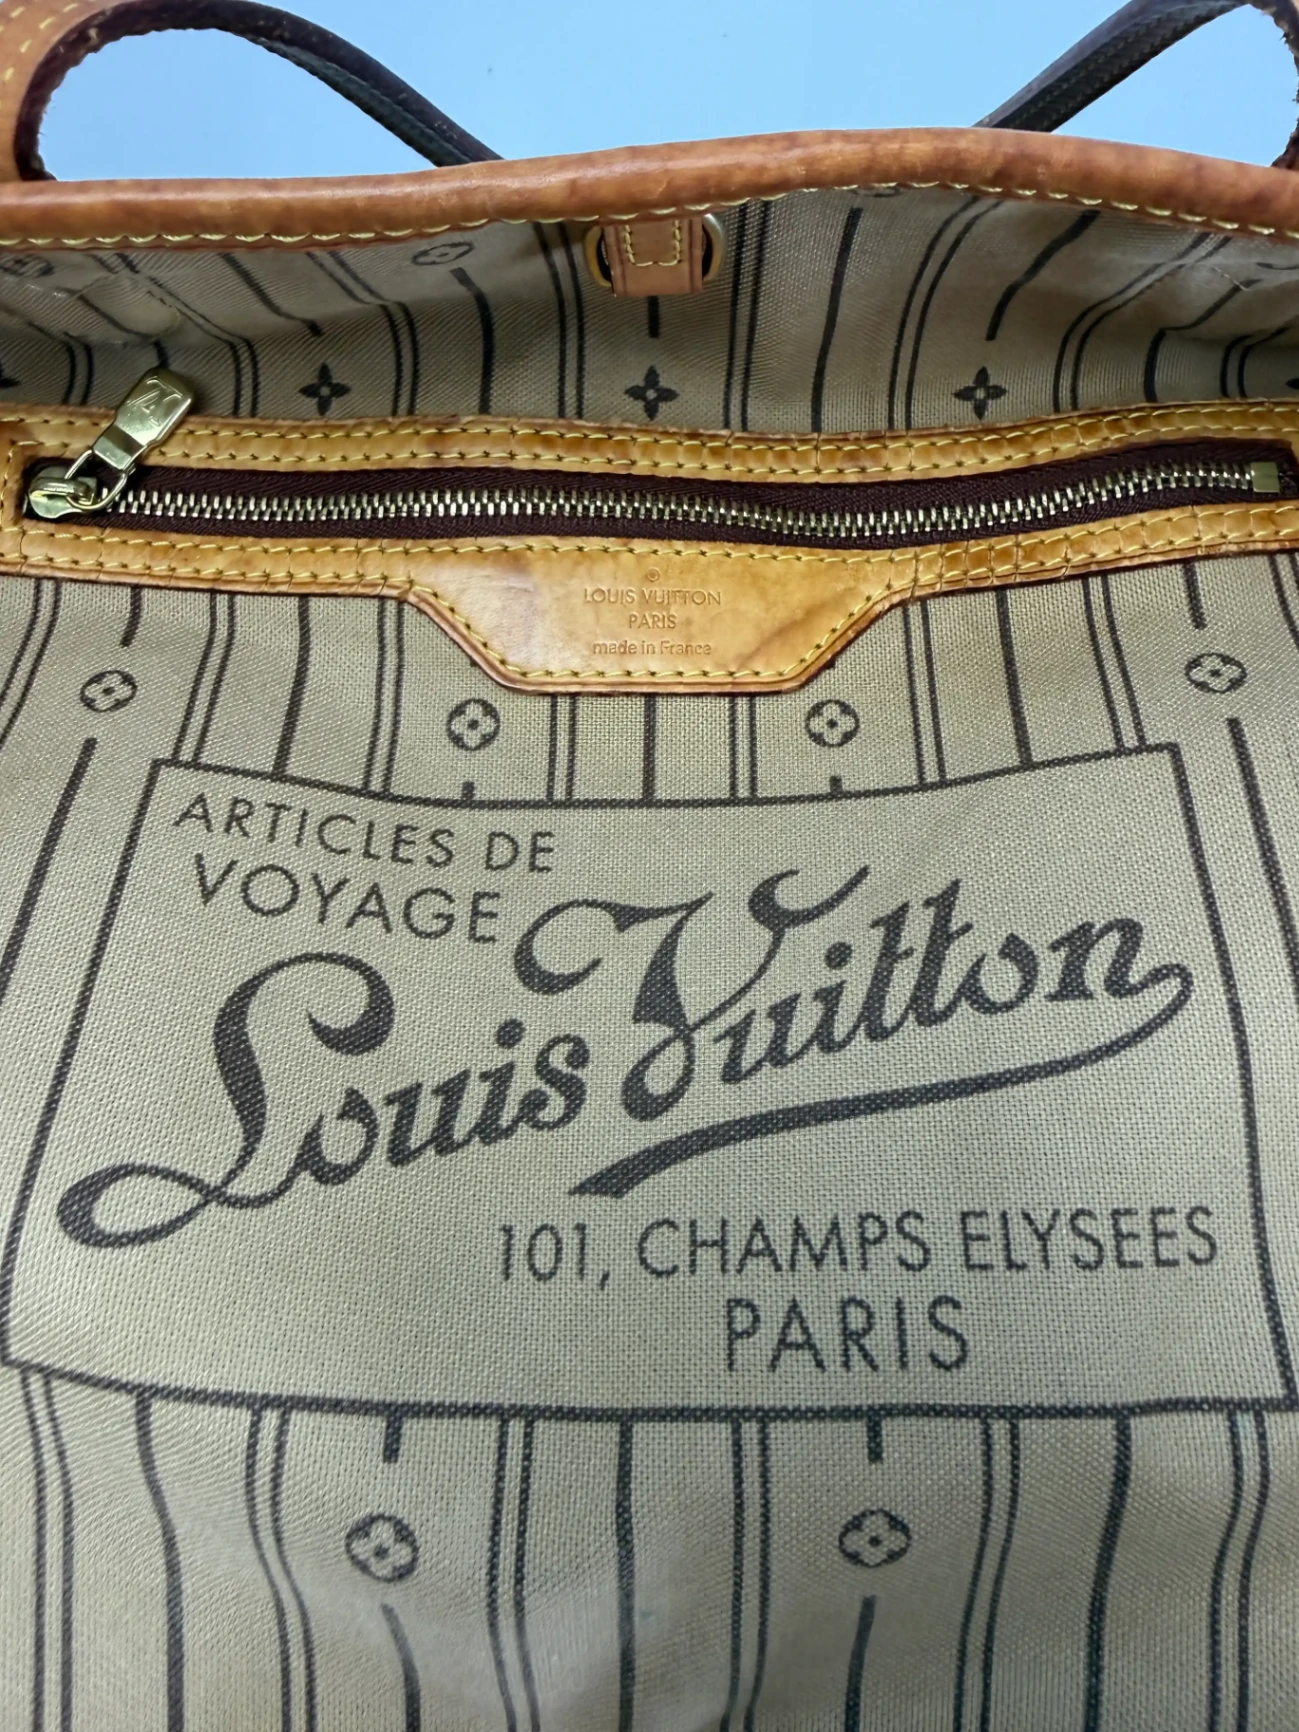 LOUIS VUITTON
PARIS
made in France
ARTICLES DE
VOYAGE
Louis Vuitton
101, CHAMPS ELYSEES
PARIS